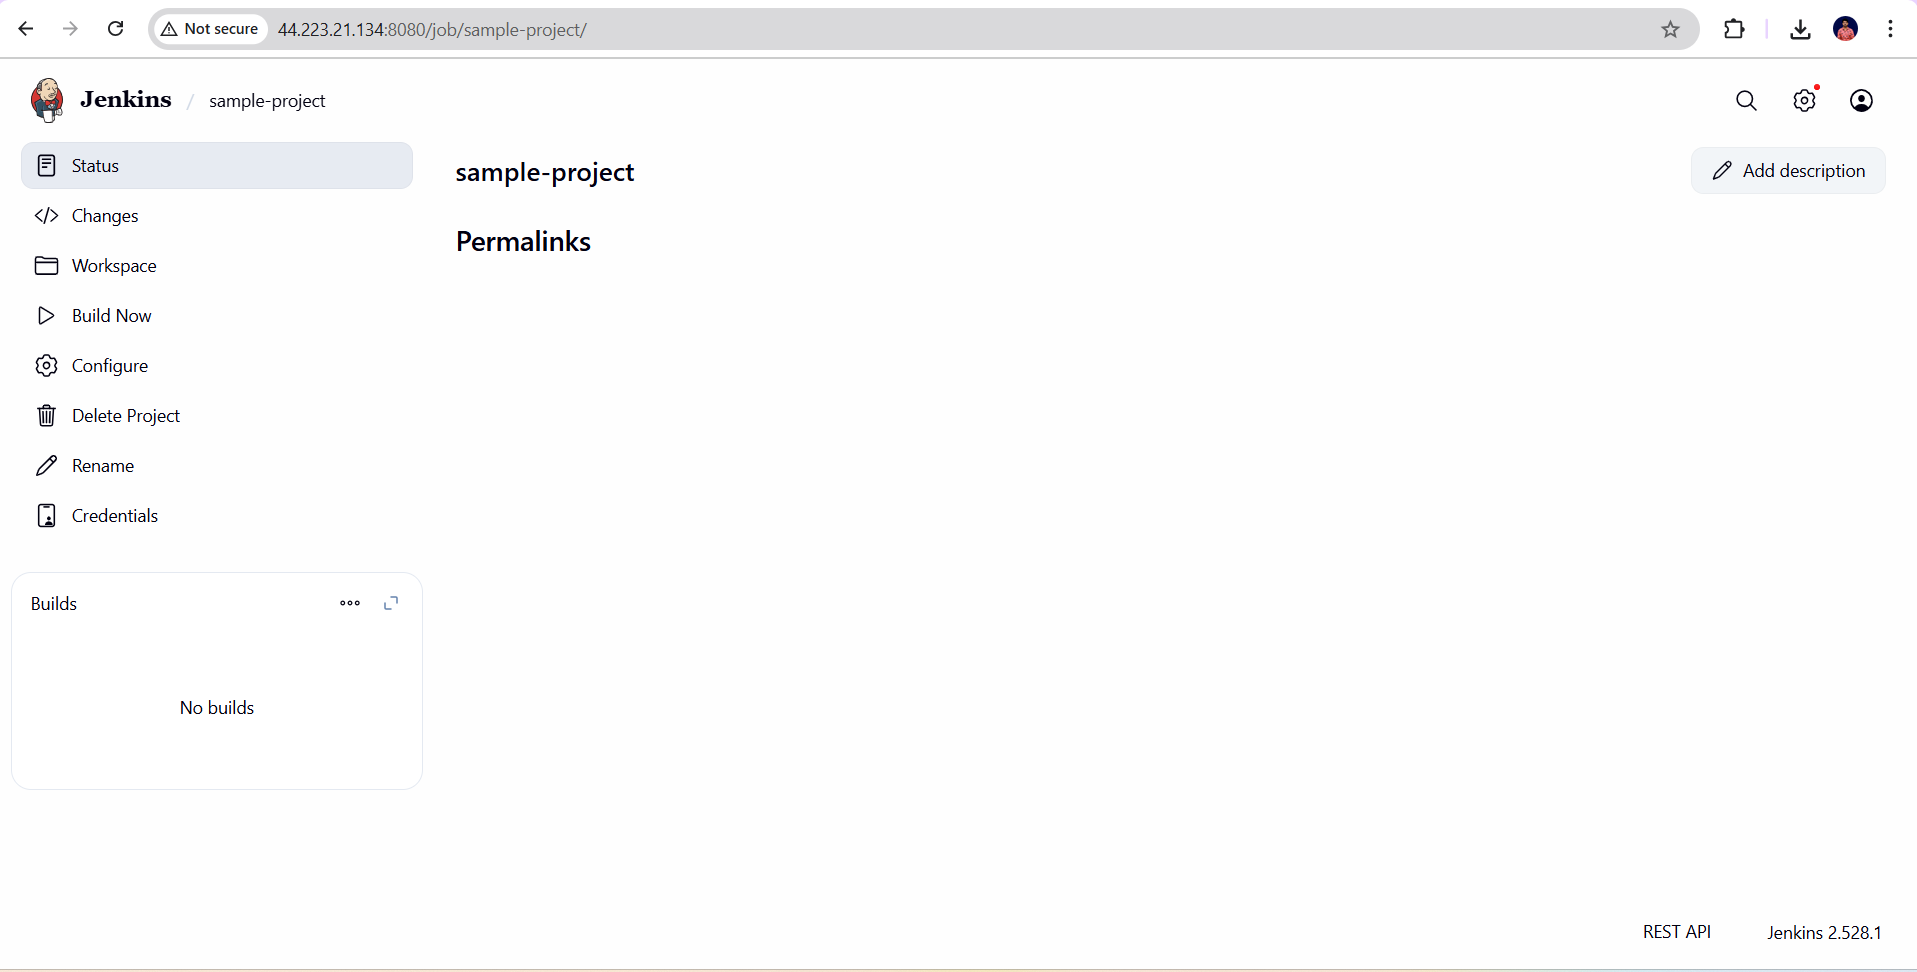 Not secure 44.223.21.134:8080/job/sample-project/
Jenkins / sample-project
Status
Changes
Workspace
Build Now
Configure
Delete Project
Rename
Credentials
Builds
No builds
sample-project
Add description
Permalinks
REST API Jenkins 2.528.1